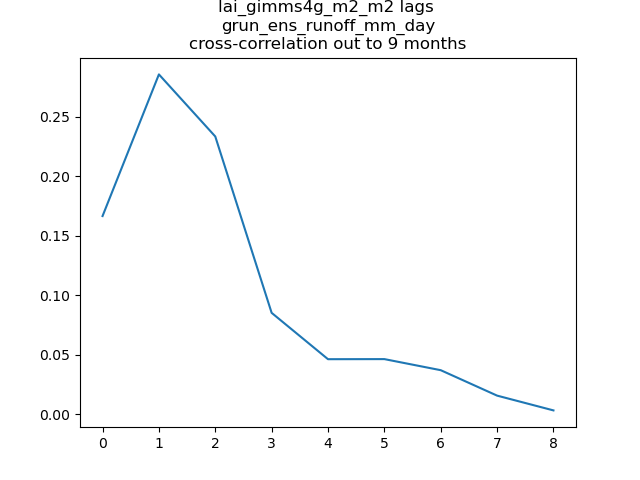 lai_gimms4g_m2_m2 lags
grun_ens_runoff_mm_day
cross-correlation out to 9 months
0.25
0.20
0.15
0.10
0.05
0.00
0 1 2 3 4 5 6 7 8